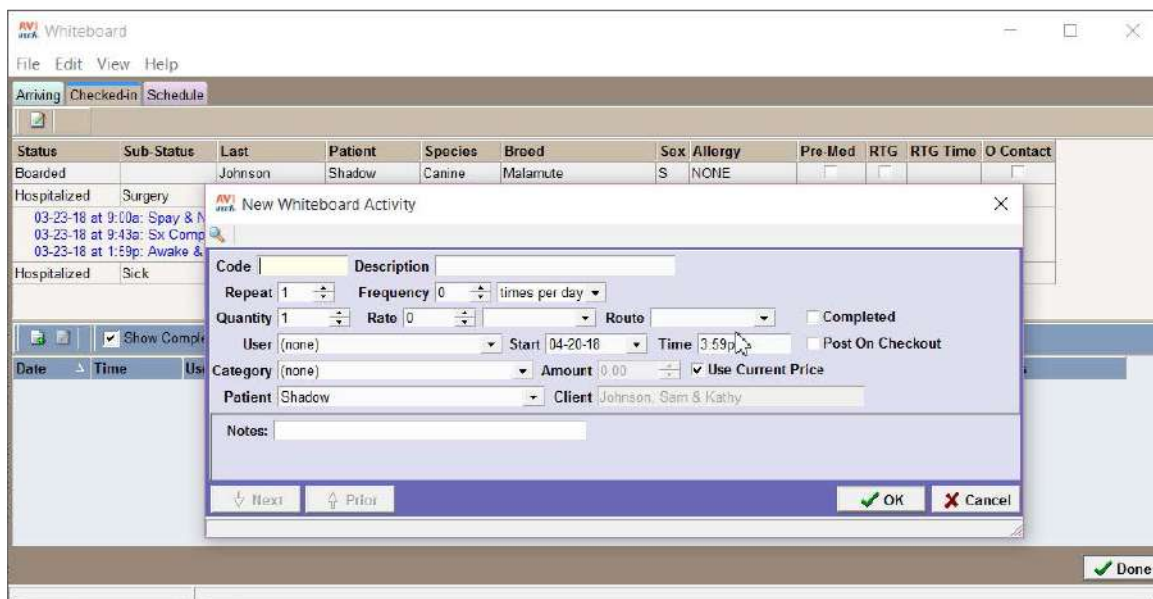 AVI mark Whiteboard
File Edit View Help
Arriving Checked-in Schedule
Status Sub-Status Last Patient Species Breed Sex Allergy Pre-Med RTG RTG Time O Contact
Boarded Johnson Shadow Canine Malamute S NONE
Hospitalized Surgery
03-23-18 at 9:00a: Spay & N
03-23-18 at 9:43a: Sx Comp
03-23-18 at 1:59p: Awake &
Hospitalized Sick
AVI mark New Whiteboard Activity
Code Description
Repeat 1 Frequency 0 times per day
Quantity 1 Rate 0 Route Completed
User (none) Start 04-20-18 Time 3:59p Post On Checkout
Category (none) Amount 0.00 Use Current Price
Patient Shadow Client Johnson, Sam & Kathy
Notes:
Next Prior OK Cancel
Show Comple
Date Time Us s
Done